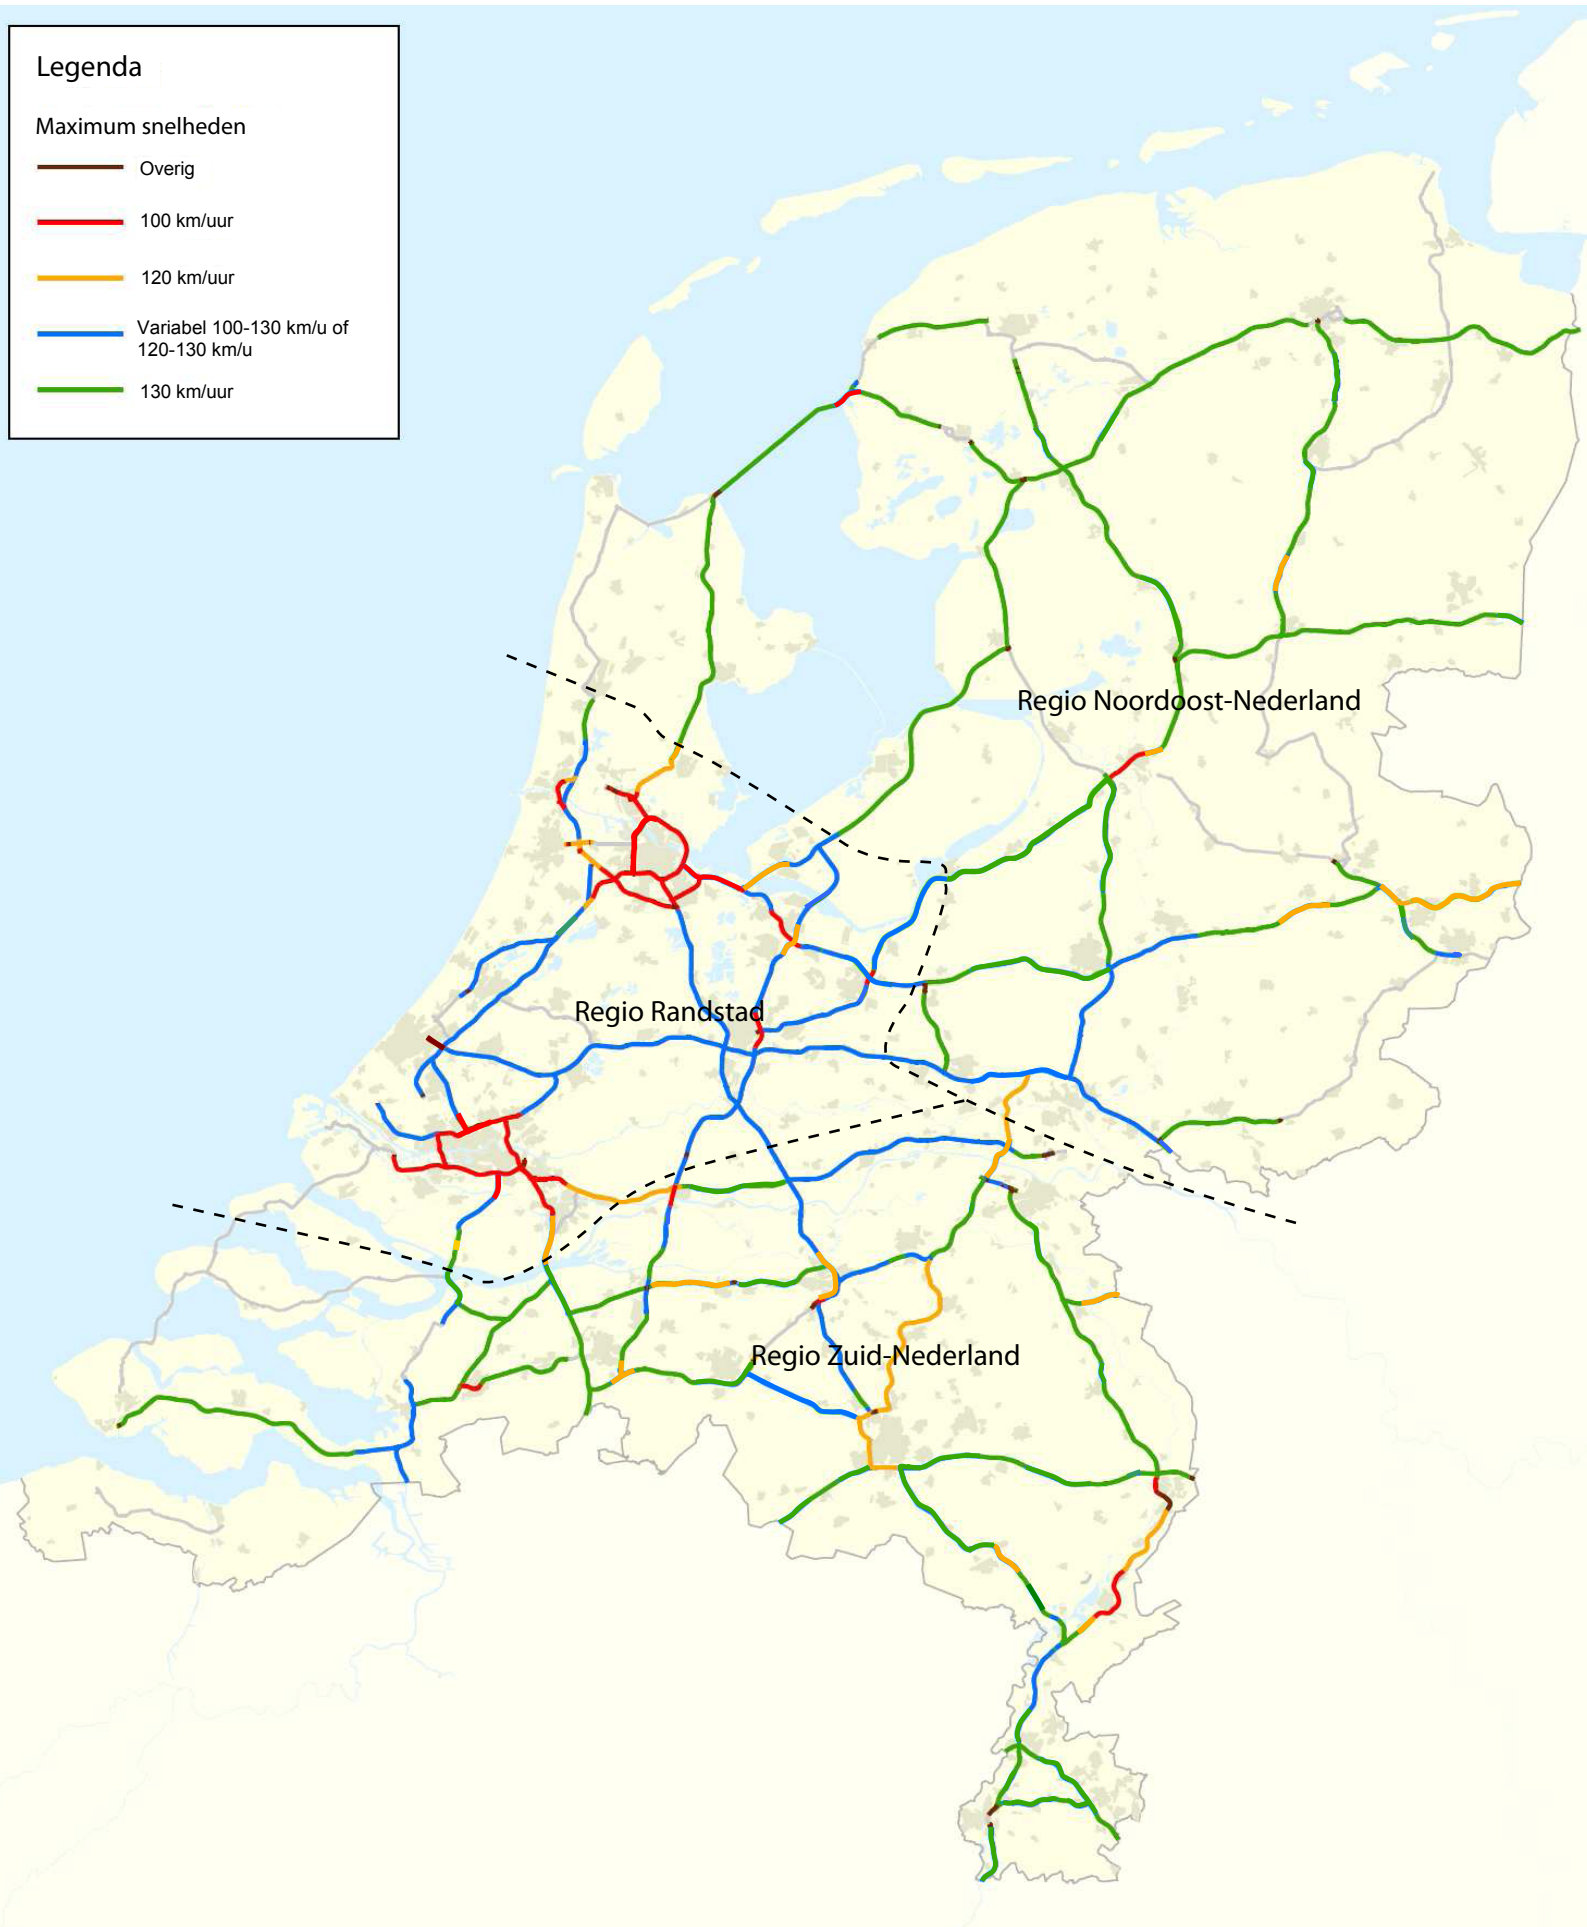 Legenda
Maximum snelheden
Overig
100 km/uur
120 km/uur
Variabel 100-130 km/u of
120-130 km/u
130 km/uur
Regio Noordoost-Nederland
Regio Randstad
Regio Zuid-Nederland